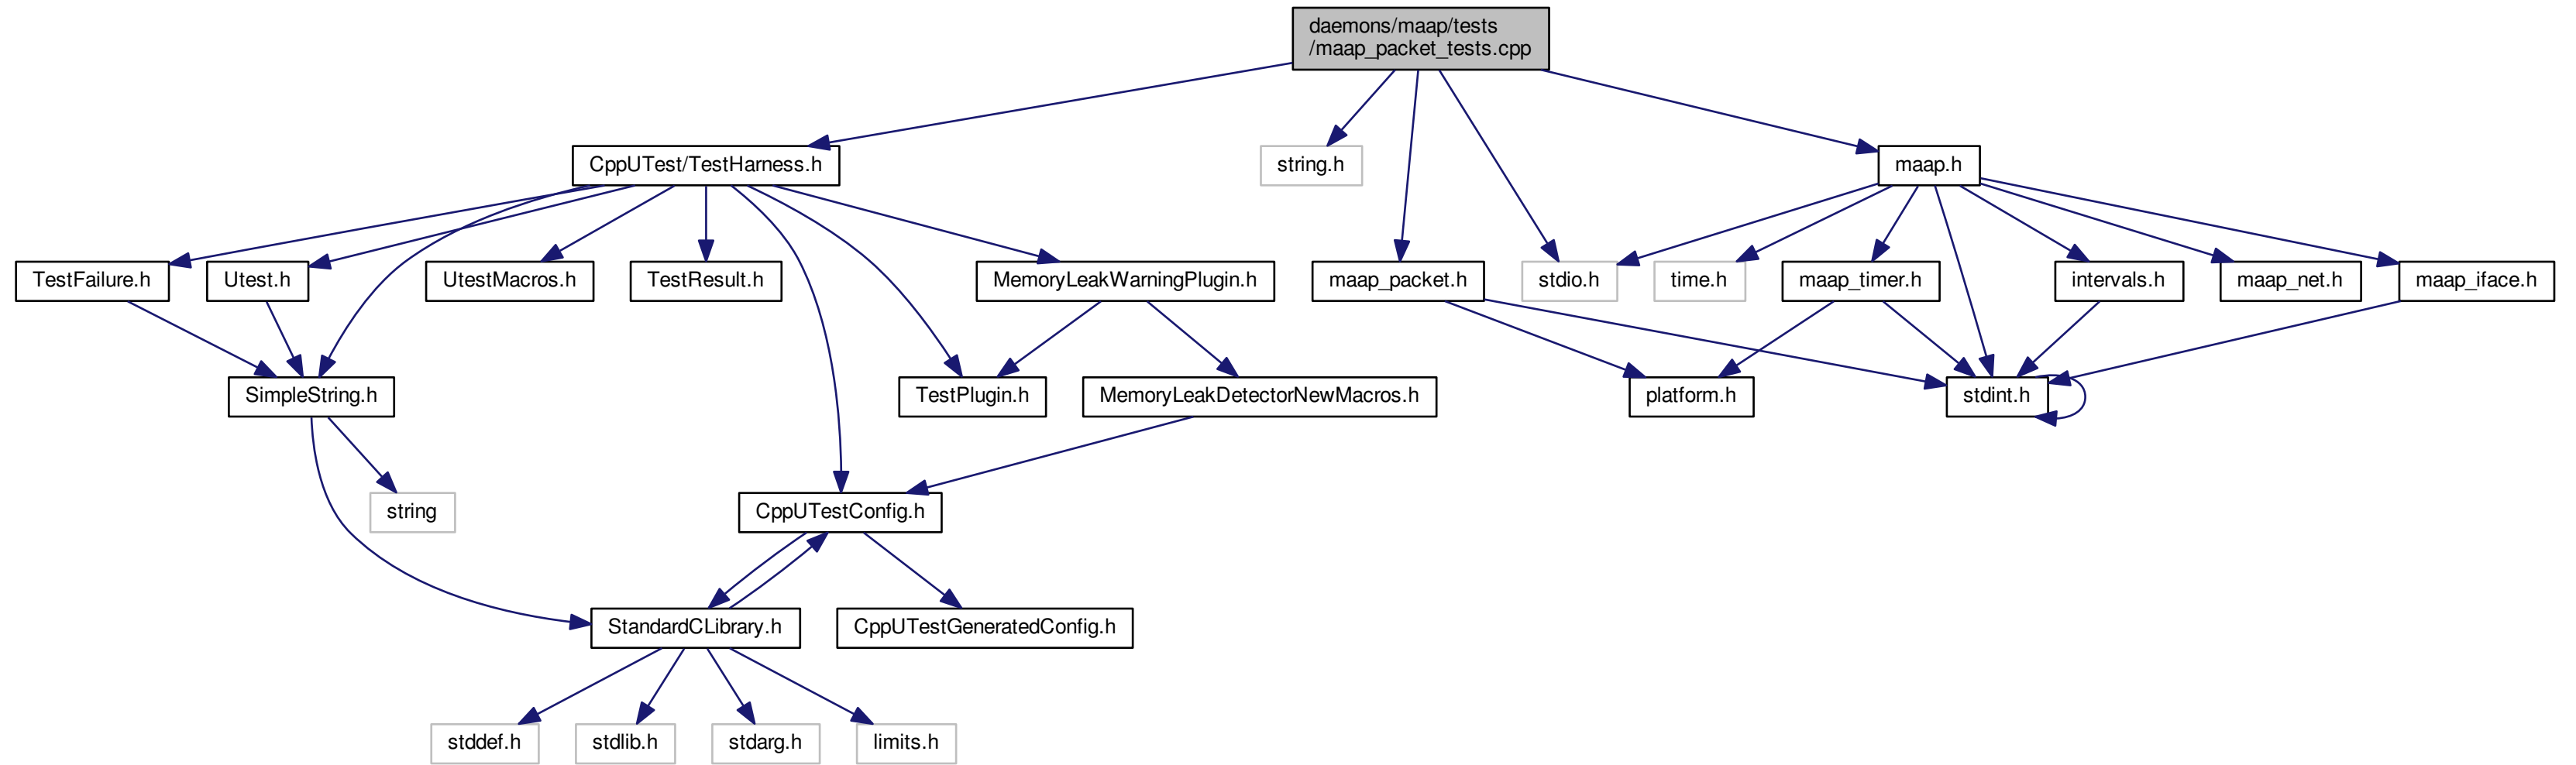 daemons/maap/tests
/maap_packet_tests.cpp
CppUTest/TestHarness.h
string.h
maap.h
TestFailure.h
Utest.h
UtestMacros.h
TestResult.h
MemoryLeakWarningPlugin.h
maap_packet.h
stdio.h
time.h
maap_timer.h
intervals.h
maap_net.h
maap_iface.h
SimpleString.h
TestPlugin.h
MemoryLeakDetectorNewMacros.h
platform.h
stdint.h
string
CppUTestConfig.h
StandardCLibrary.h
CppUTestGeneratedConfig.h
stddef.h
stdlib.h
stdarg.h
limits.h